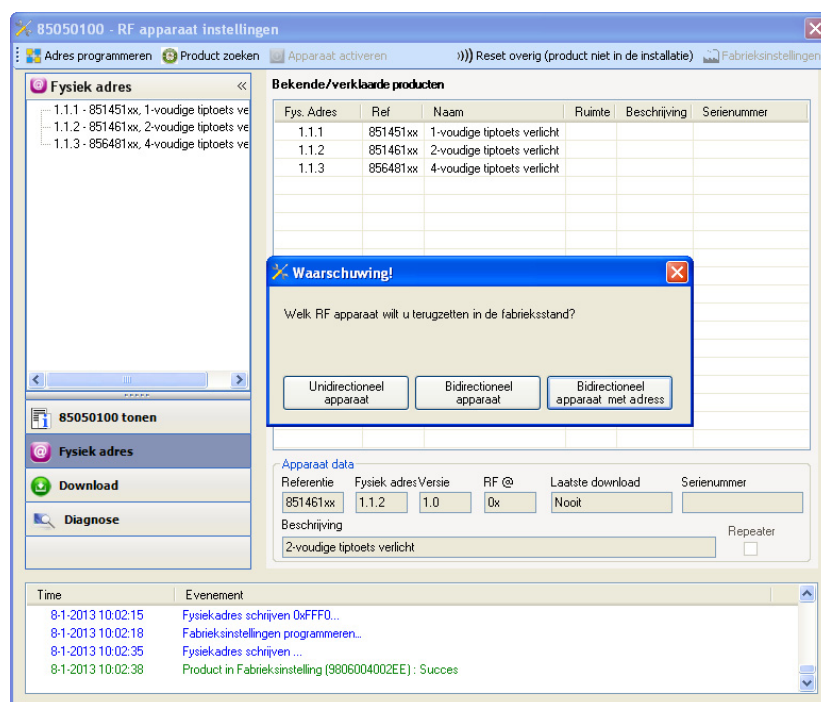 85050100 - RF apparaat instellingen
Adres programmeren Product zoeken Apparaat activeren Reset overig (product niet in de installatie) Fabrieksinstellingen
Fysiek adres
1.1.1 - 851451xx, 1-voudige tiptoets ve
1.1.2 - 851461xx, 2-voudige tiptoets ve
1.1.3 - 856481xx, 4-voudige tiptoets ve
85050100 tonen
Fysiek adres
Download
Diagnose
Bekende/verklaarde producten
Fys. Adres Ref Naam Ruimte Beschrijving Serienummer
1.1.1 851451xx 1-voudige tiptoets verlicht
1.1.2 851461xx 2-voudige tiptoets verlicht
1.1.3 856481xx 4-voudige tiptoets verlicht
Waarschuwing!
Welk RF apparaat wilt u terugzetten in de fabrieksstand?
Unidirectioneel apparaat
Bidirectioneel apparaat
Bidirectioneel apparaat met adress
Apparaat data
Referentie Fysiek adres Versie RF @ Laatste download Serienummer
851461xx 1.1.2 1.0 0x Nooit
Beschrijving
2-voudige tiptoets verlicht
Repeater
Time Evenement
8-1-2013 10:02:15 Fysiekadres schrijven 0xFFF0...
8-1-2013 10:02:18 Fabrieksinstellingen programmeren...
8-1-2013 10:02:35 Fysiekadres schrijven ...
8-1-2013 10:02:38 Product in Fabrieksinstelling (9806004002EE) : Succes